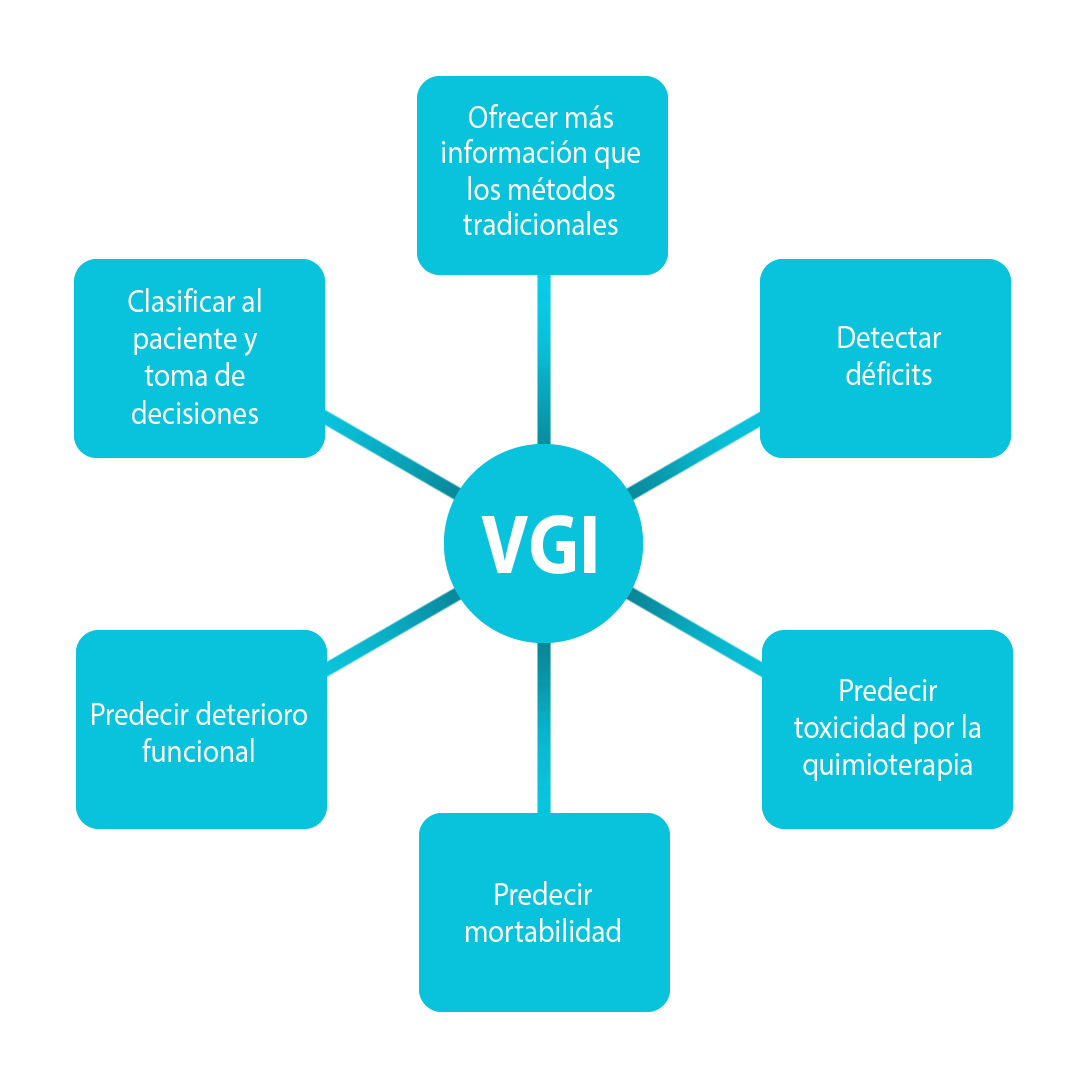 Ofrecer más
información que
los métodos
tradicionales
Clasificar al
paciente y
toma de
decisiones
Detectar
déficits
VGI
Predecir deterioro
funcional
Predecir
toxicidad por la
quimioterapia
Predecir
mortabilidad